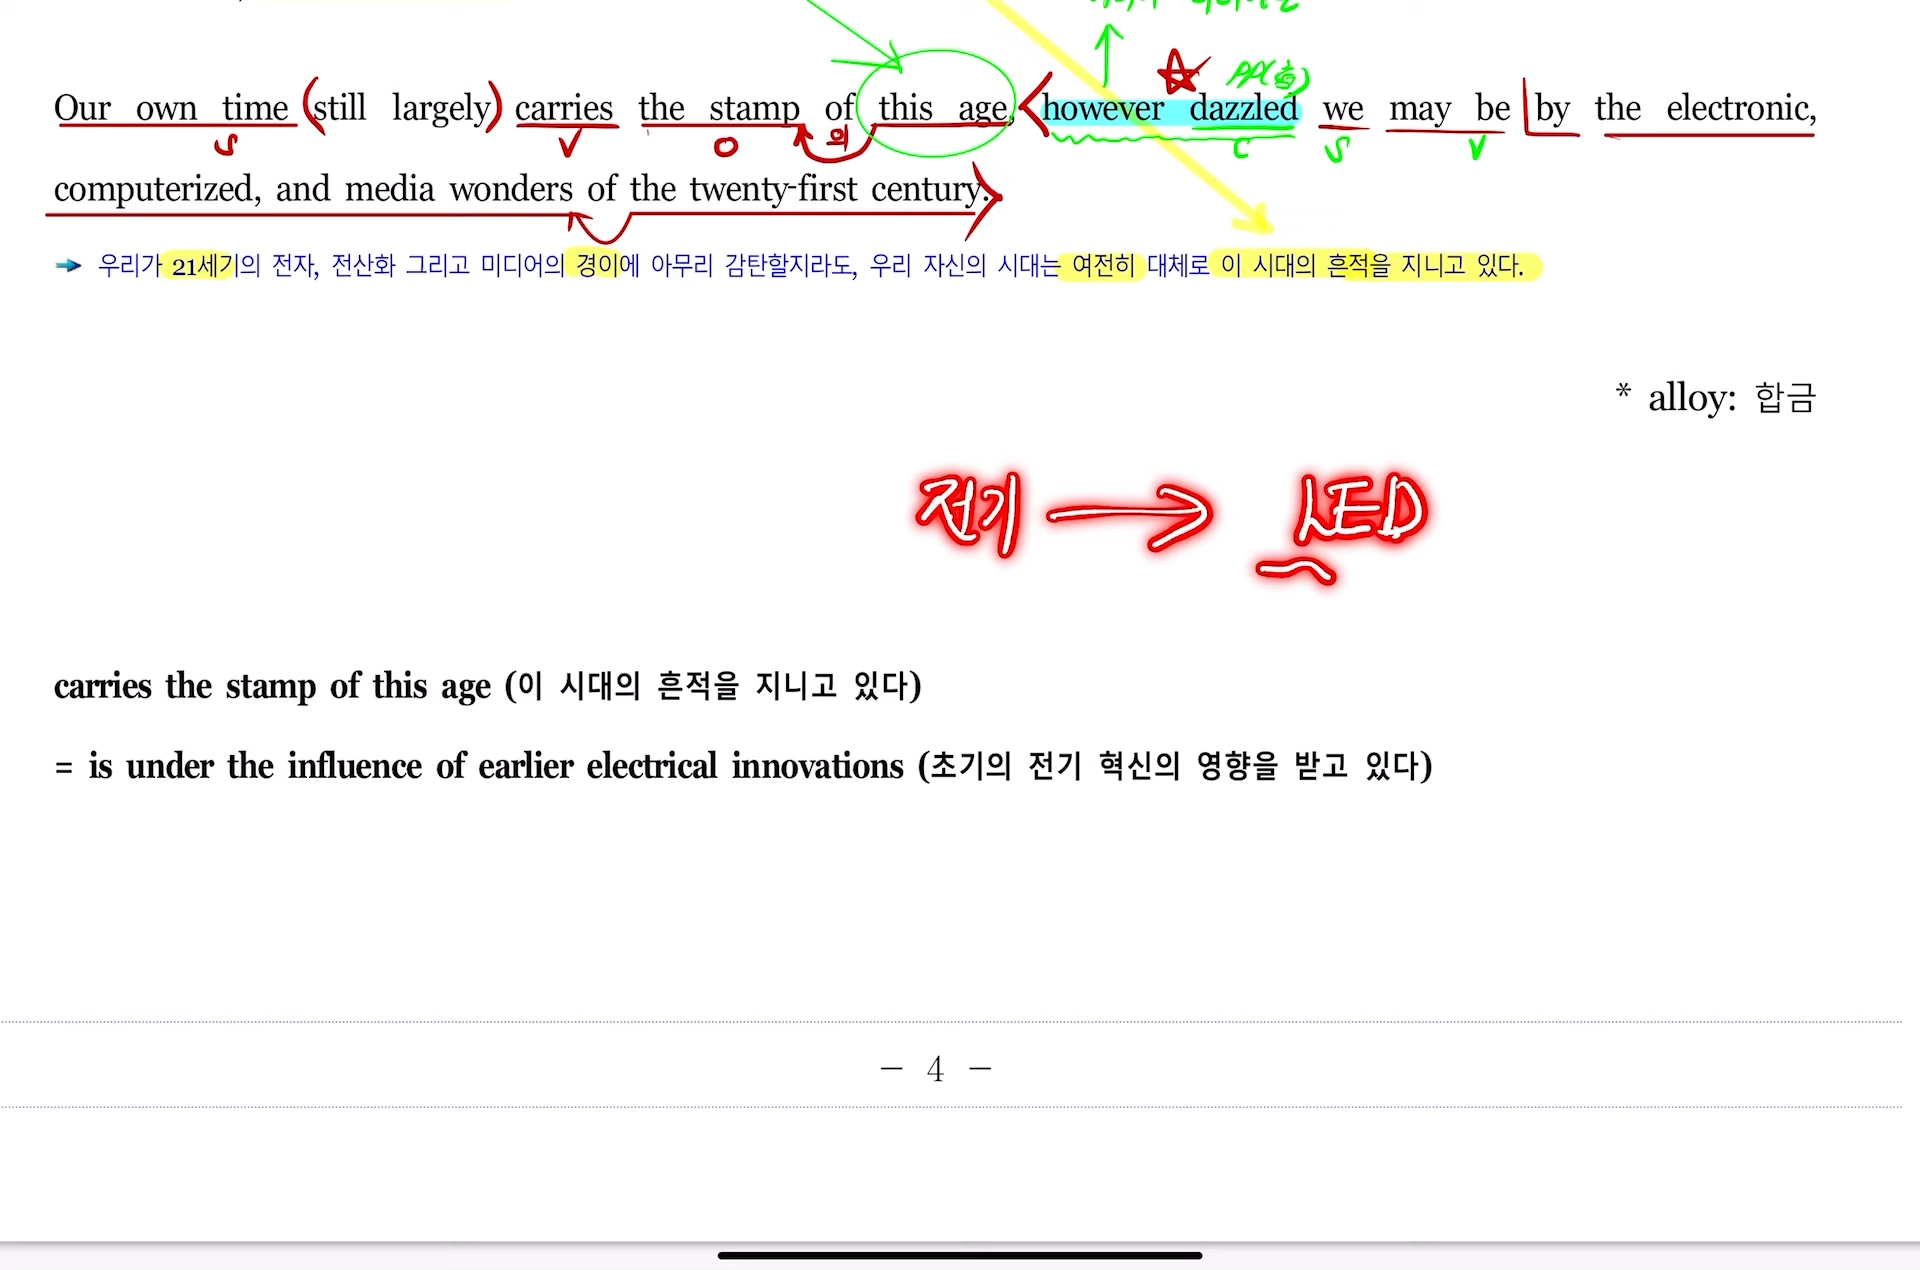 PP(형)
Our own time (still largely) carries the stamp of this age, <however dazzled we may be by the electronic,
S V O 의 C S V
computerized, and media wonders of the twenty-first century.>
➔ 우리가 21세기의 전자, 전산화 그리고 미디어의 경이에 아무리 감탄할지라도, 우리 자신의 시대는 여전히 대체로 이 시대의 흔적을 지니고 있다.
* alloy: 합금
전기 → LED
carries the stamp of this age (이 시대의 흔적을 지니고 있다)
= is under the influence of earlier electrical innovations (초기의 전기 혁신의 영향을 받고 있다)
- 4 -